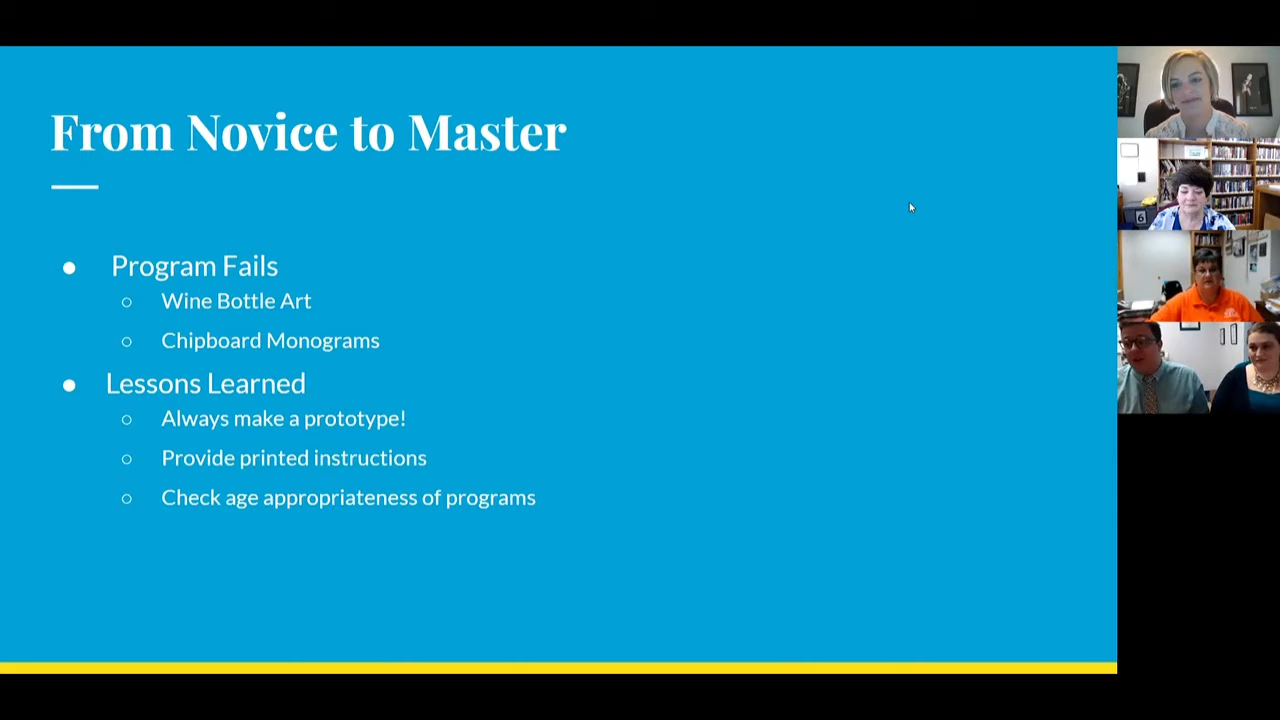 From Novice to Master
Program Fails
Wine Bottle Art
Chipboard Monograms
Lessons Learned
Always make a prototype!
Provide printed instructions
Check age appropriateness of programs
6